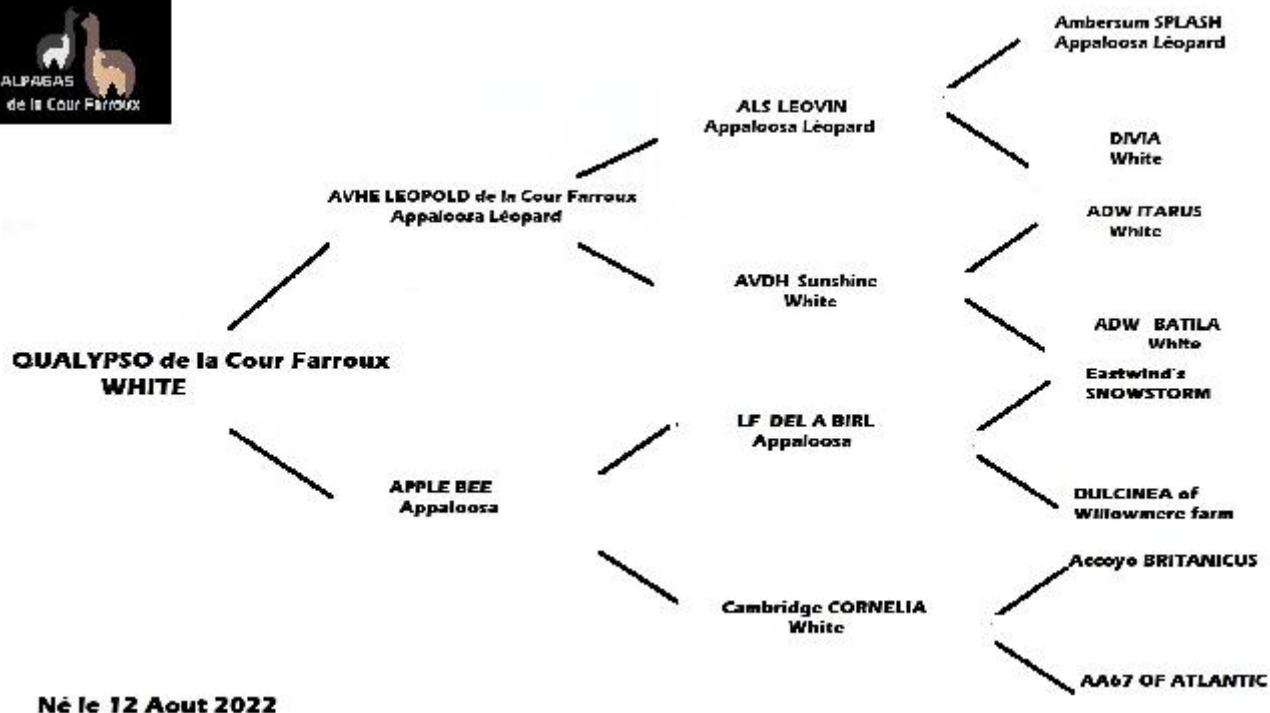 ALPAGAS
de la Cour Farroux
Ambersum SPLASH
Appaloosa Léopard
ALS LEOVIN
Appaloosa Léopard
DIVIA
White
AVHE LEOPOLD de la Cour Farroux
Appaloosa Léopard
ADW ITARUS
White
AVDH Sunshine
White
ADW BATILA
White
QUALYPSO de la Cour Farroux
WHITE
Eastwind's
SNOWSTORM
LF DEL A BIRL
Appaloosa
APPLE BEE
Appaloosa
DULCINEA of
Willowmere farm
Accoyo BRITANICUS
Cambridge CORNELIA
White
AA67 OF ATLANTIC
Né le 12 Aout 2022